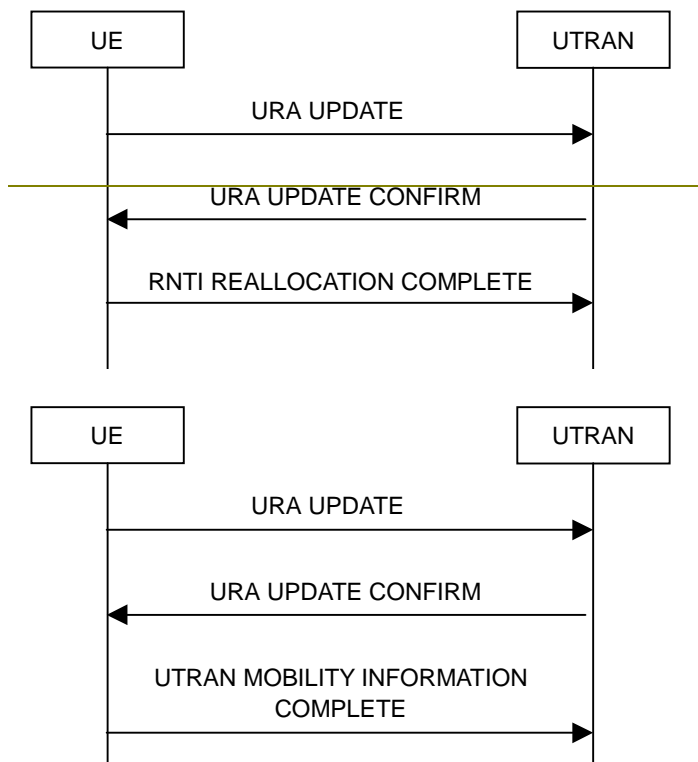 UE UTRAN
URA UPDATE
URA UPDATE CONFIRM
RNTI REALLOCATION COMPLETE
UE UTRAN
URA UPDATE
URA UPDATE CONFIRM
UTRAN MOBILITY INFORMATION
COMPLETE